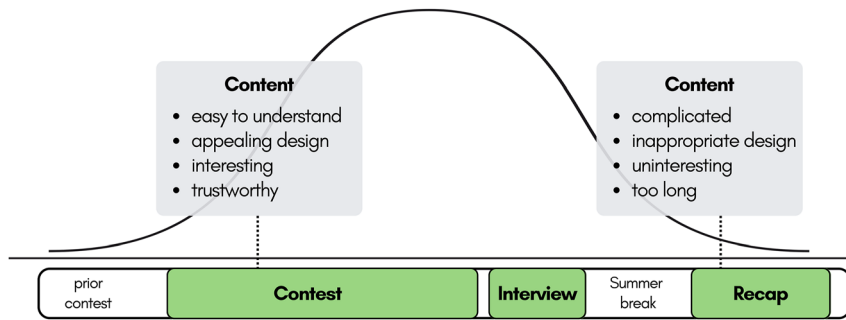 Content
• easy to understand
• appealing design
• interesting
• trustworthy
Content
• complicated
• inappropriate design
• uninteresting
• too long
prior
contest
Contest
Interview
Summer
break
Recap